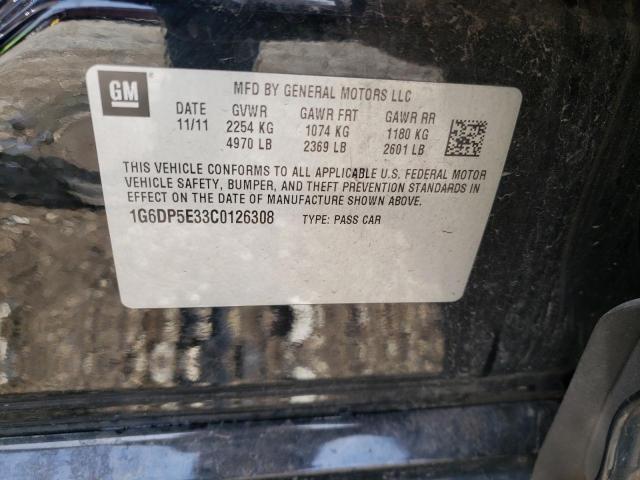 GM
MFD BY GENERAL MOTORS LLC
DATE GVWR GAWR FRT GAWR RR
11/11 2254 KG 1074 KG 1180 KG
4970 LB 2369 LB 2601 LB
THIS VEHICLE CONFORMS TO ALL APPLICABLE U.S. FEDERAL MOTOR
VEHICLE SAFETY, BUMPER, AND THEFT PREVENTION STANDARDS IN
EFFECT ON THE DATE OF MANUFACTURE SHOWN ABOVE.
1G6DP5E33C0126308 TYPE: PASS CAR